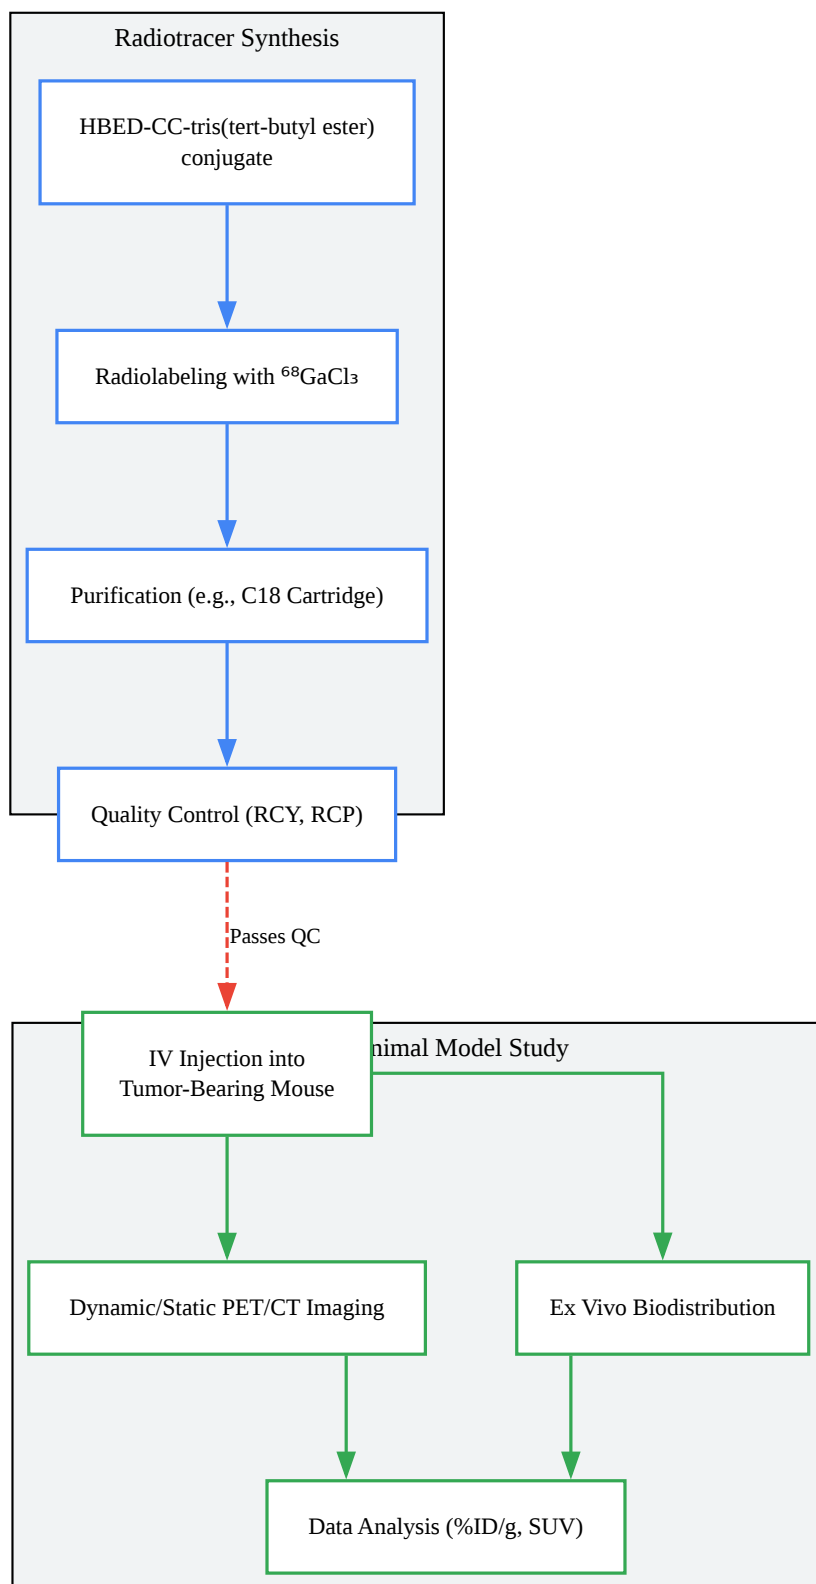 Radiotracer Synthesis
HBED-CC-tris(tert-butyl ester)
conjugate
Radiolabeling with ⁶⁸GaCl₃
Purification (e.g., C18 Cartridge)
Quality Control (RCY, RCP)
Passes QC
Model Study
IV Injection into
Tumor-Bearing Mouse
Dynamic/Static PET/CT Imaging
Ex Vivo Biodistribution
Data Analysis (%ID/g, SUV)